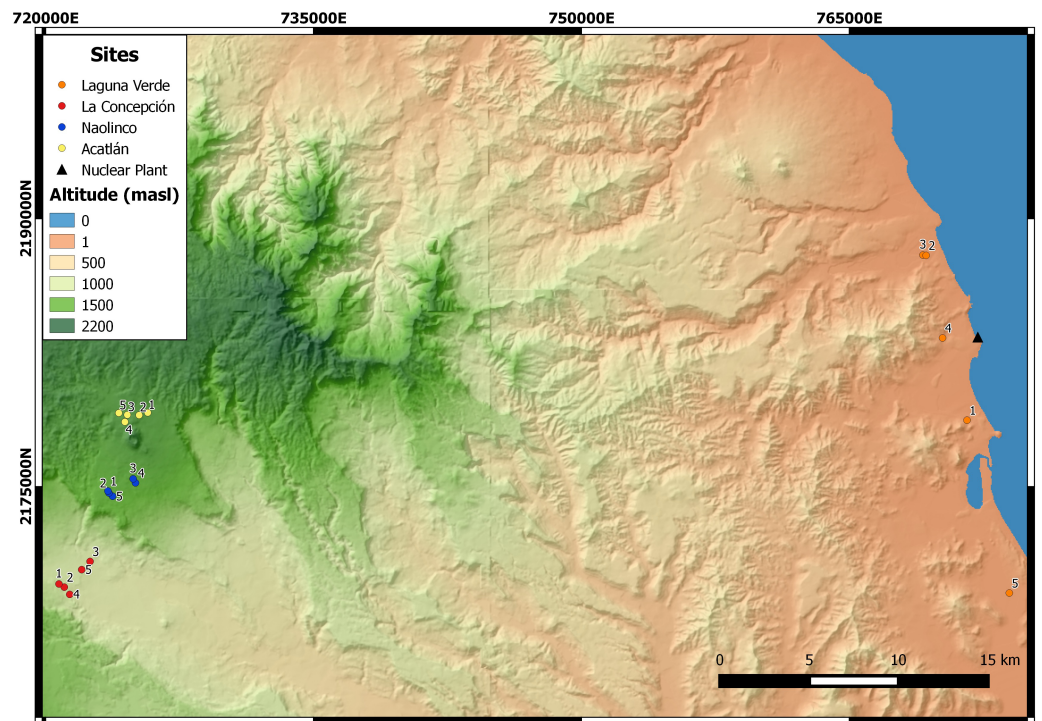 720000E 735000E 750000E 765000E
Sites
Laguna Verde
La Concepción
Naolinco
Acatlán
Nuclear Plant
Altitude (masl)
0
1
500
1000
1500
2200
2190000N
2175000N
3 2
4
1
5
5 3 2 1
4
3 4
2 1
5
3
5
1 2
4
0 5 10 15 km